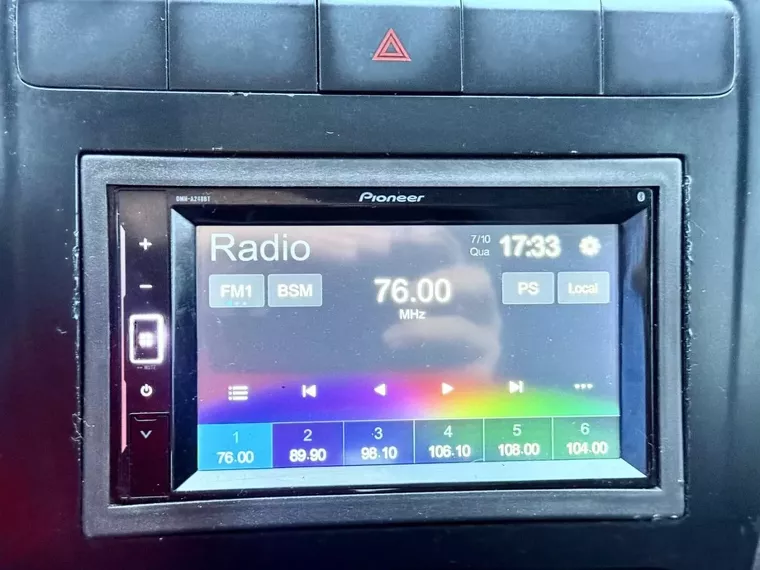 DMH-A248BT Pioneer
Radio 7/10 Qua 17:33
FM1 BSM 76.00 MHz PS Local
MUTE
1 2 3 4 5 6
76.00 89.90 98.10 106.10 108.00 104.00